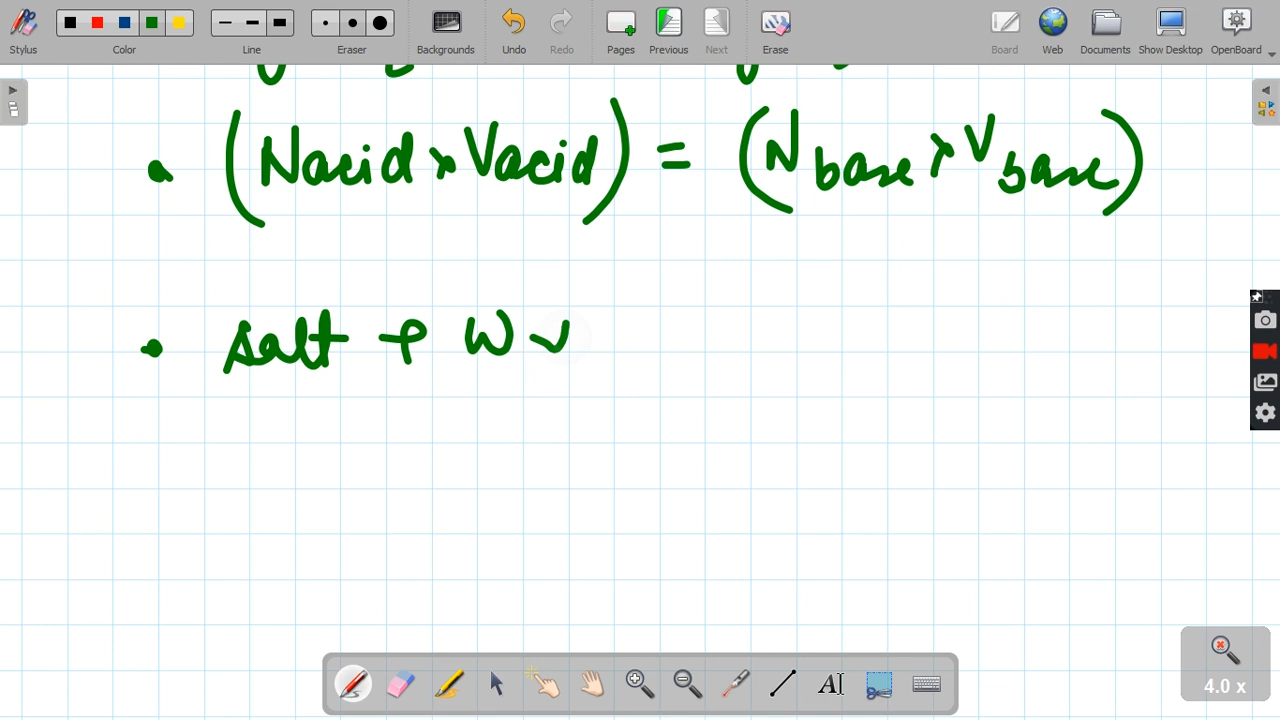 Stylus Color Line Eraser Backgrounds Undo Redo Pages Previous Next Erase Board Web Documents Show Desktop OpenBoard
• (Nacid × Vacid) = (Nbase × Vbase)
• salt + W
4.0 x